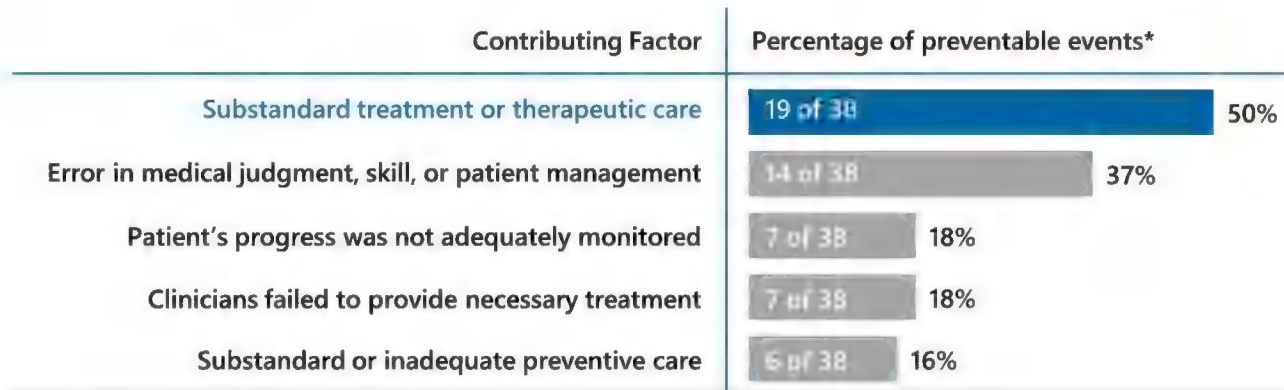 Contributing Factor Percentage of preventable events*
Substandard treatment or therapeutic care 19 of 38 50%
Error in medical judgment, skill, or patient management 14 of 38 37%
Patient's progress was not adequately monitored 7 of 38 18%
Clinicians failed to provide necessary treatment 7 of 38 18%
Substandard or inadequate preventive care 6 of 38 16%